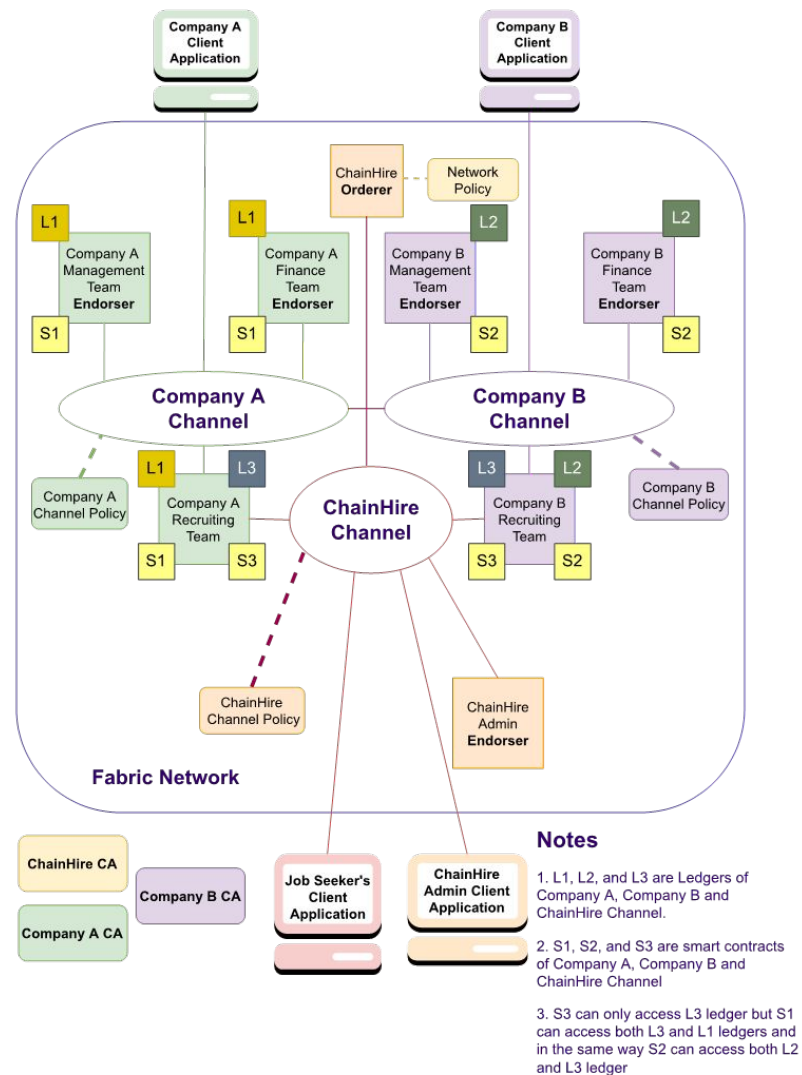 Company A
Client
Application
Company B
Client
Application
ChainHire
Orderer
Network
Policy
L1
L1
L2
L2
Company A
Management
Team
Endorser
Company A
Finance
Team
Endorser
Company B
Management
Team
Endorser
Company B
Finance
Team
Endorser
S1
S1
S2
S2
Company A
Channel
Company B
Channel
L1
L3
L3
L2
Company A
Channel Policy
Company A
Recruiting
Team
ChainHire
Channel
Company B
Recruiting
Team
Company B
Channel Policy
S1
S3
S3
S2
ChainHire
Channel Policy
ChainHire
Admin
Endorser
Fabric Network
ChainHire CA
Company B CA
Company A CA
Job Seeker's
Client
Application
ChainHire
Admin Client
Application
Notes
1. L1, L2, and L3 are Ledgers of
Company A, Company B and
ChainHire Channel.
2. S1, S2, and S3 are smart contracts
of Company A, Company B and
ChainHire Channel
3. S3 can only access L3 ledger but S1
can access both L3 and L1 ledgers and
in the same way S2 can access both L2
and L3 ledger